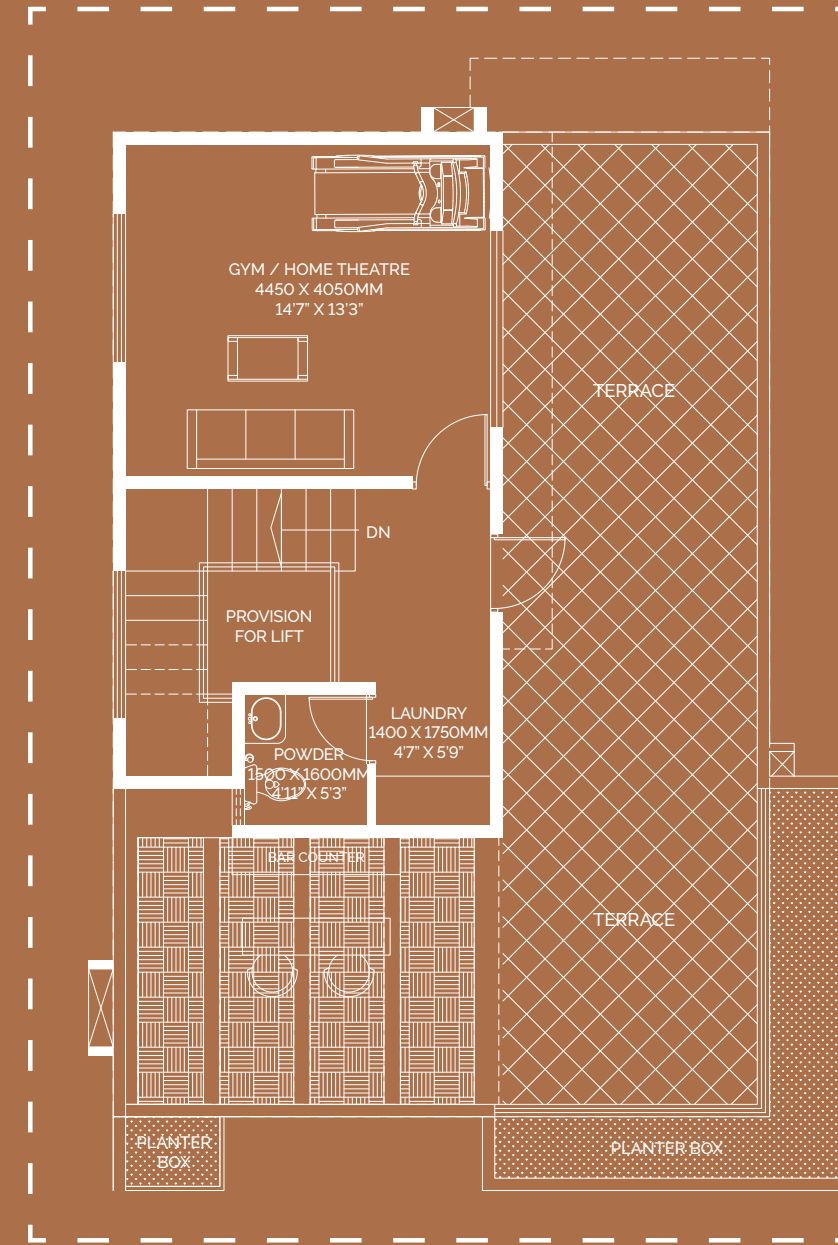 GYM / HOME THEATRE
4450 X 4050MM
14'7" X 13'3"
TERRACE
DN
PROVISION
FOR LIFT
LAUNDRY
1400 X 1750MM
4'7" X 5'9"
POWDER
1500 X 1600MM
4'11" X 5'3"
BAR COUNTER
TERRACE
PLANTER
BOX
PLANTER BOX